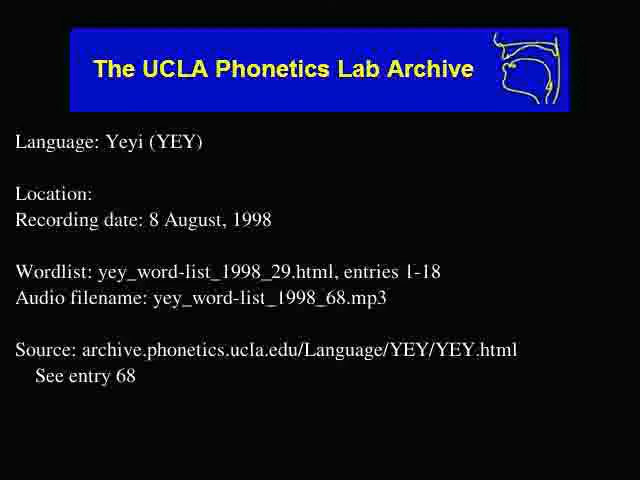 The UCLA Phonetics Lab Archive
Language: Yeyi (YEY)
Location:
Recording date: 8 August, 1998
Wordlist: yey_word-list_1998_29.html, entries 1-18
Audio filename: yey_word-list_1998_68.mp3
Source: archive.phonetics.ucla.edu/Language/YEY/YEY.html
See entry 68